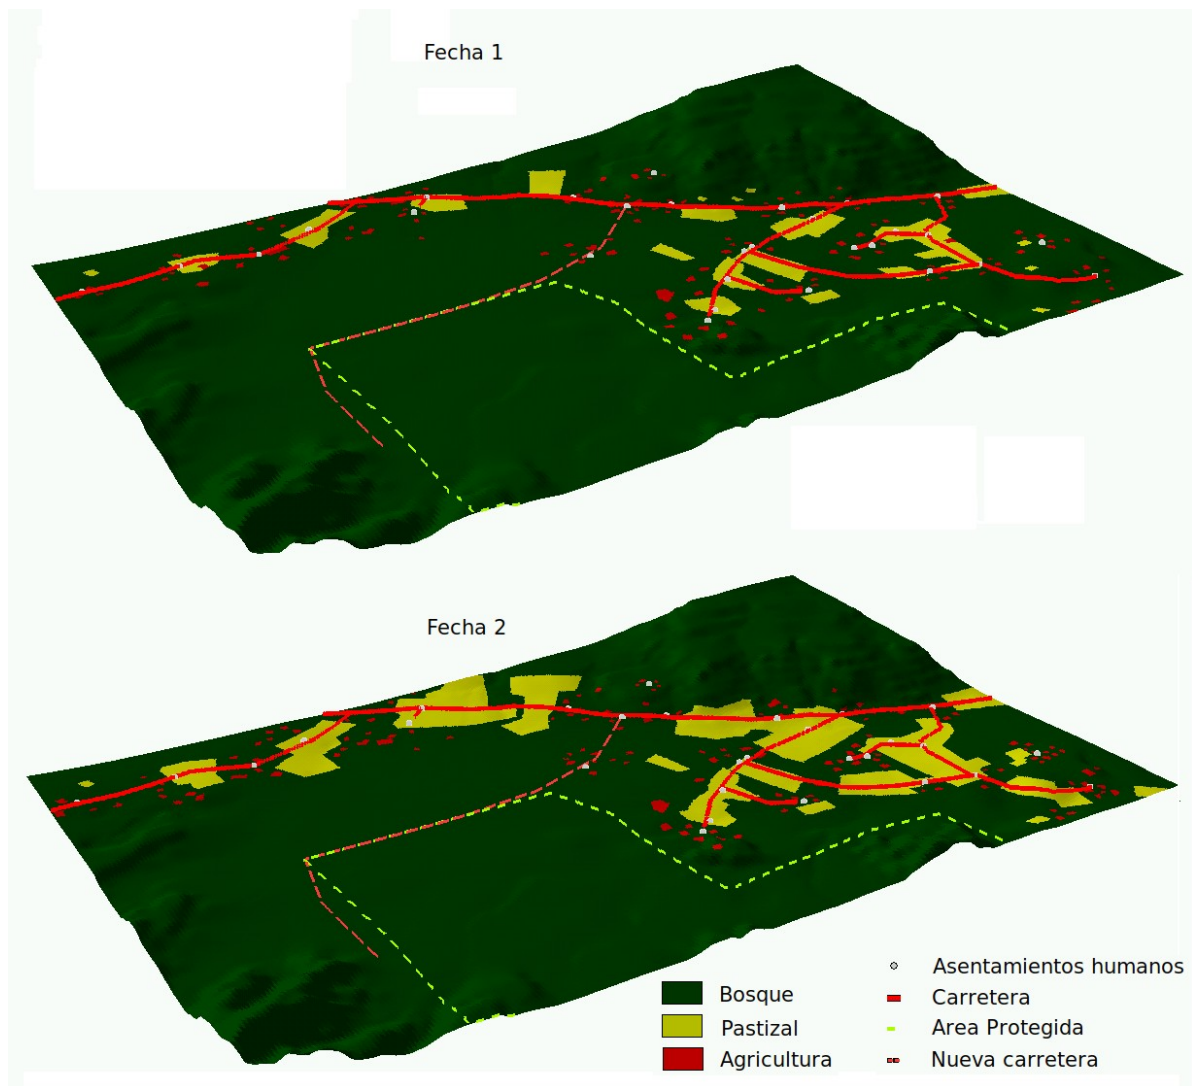 Fecha 1
Fecha 2
Bosque
Pastizal
Agricultura
Asentamientos humanos
Carretera
Area Protegida
Nueva carretera